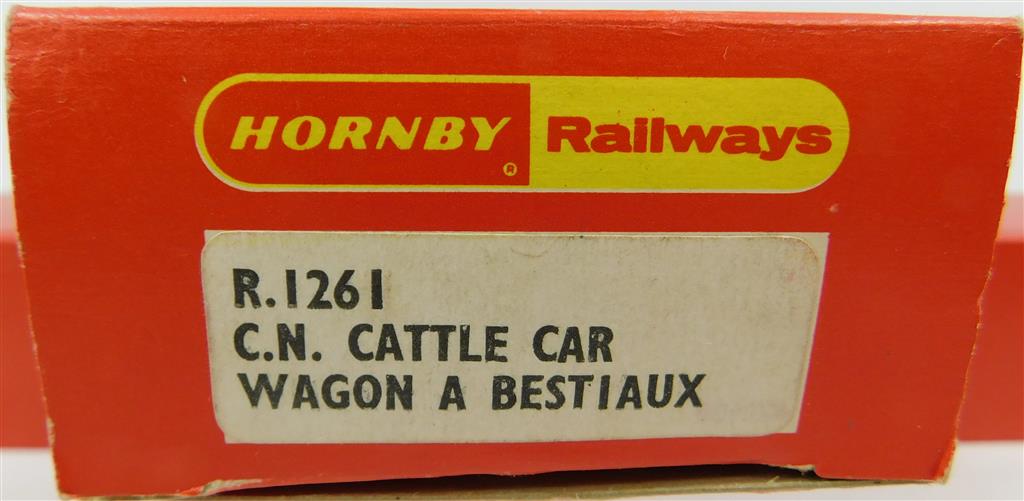 HORNBY ® Railways
R.1261
C.N. CATTLE CAR
WAGON A BESTIAUX